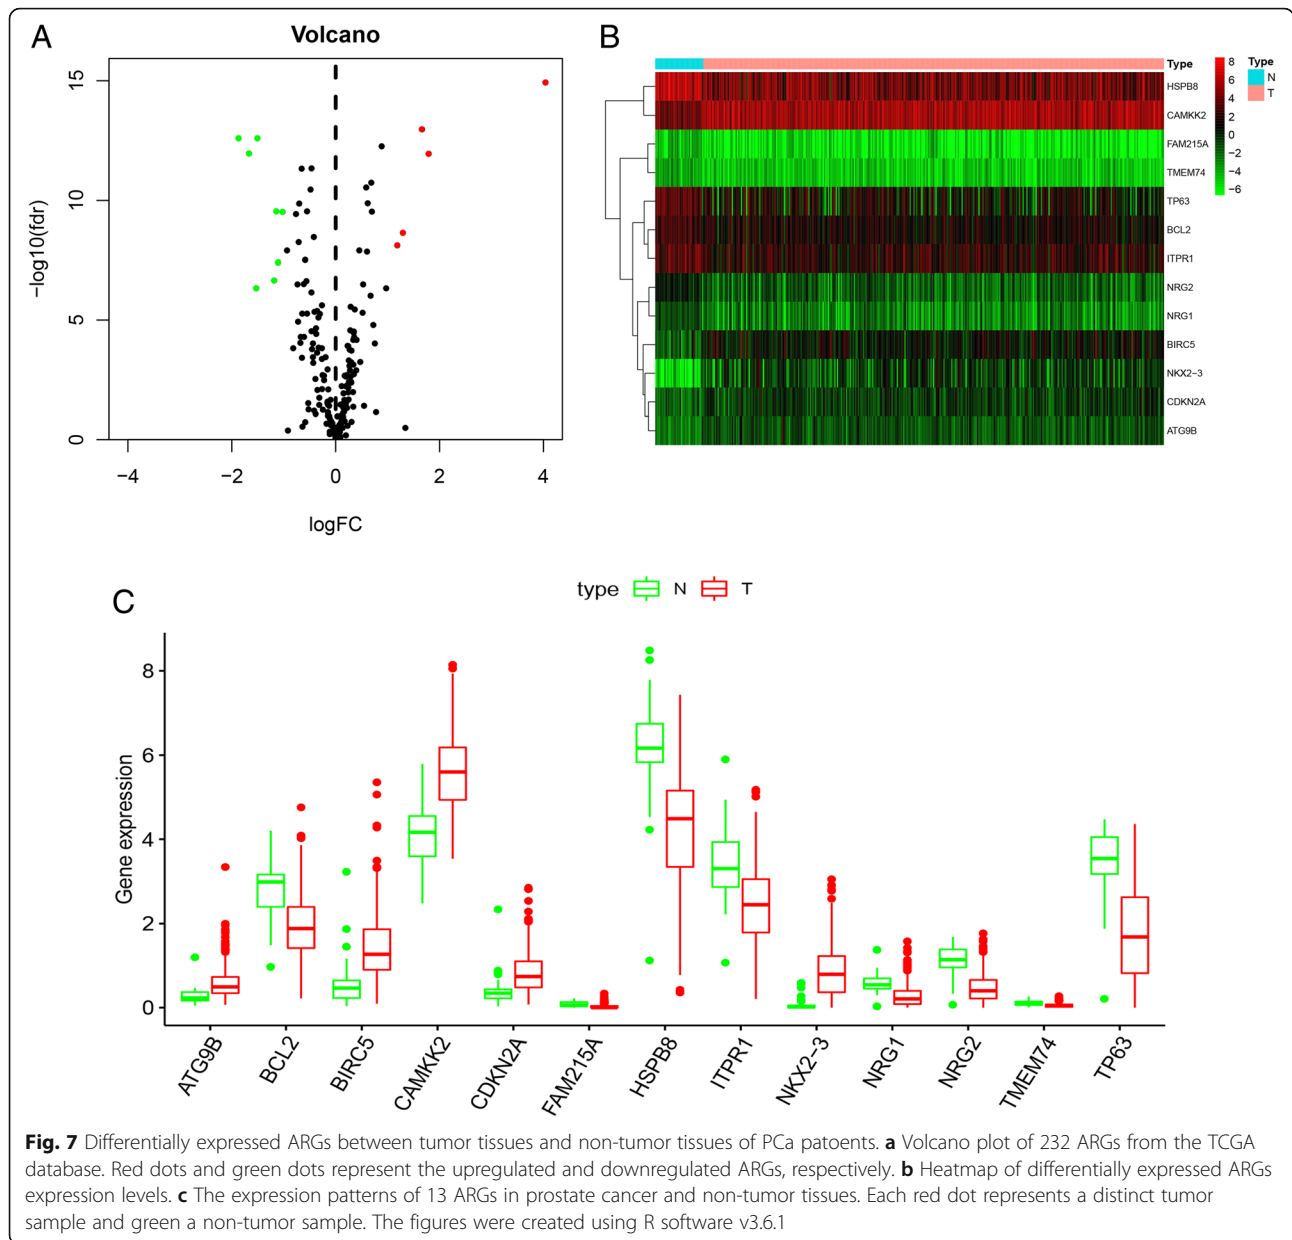 A
Volcano
15
10
5
0
−log10(fdr)
−4
−2
0
2
4
logFC
B
Type
HSPB8
CAMKK2
FAM215A
TMEM74
TP63
BCL2
ITPR1
NRG2
NRG1
BIRC5
NKX2−3
CDKN2A
ATG9B
8
6
4
2
0
−2
−4
−6
Type
N
T
C
type N T
8
6
4
2
0
Gene expression
ATG9B
BCL2
BIRC5
CAMKK2
CDKN2A
FAM215A
HSPB8
ITPR1
NKX2−3
NRG1
NRG2
TMEM74
TP63
Fig. 7 Differentially expressed ARGs between tumor tissues and non-tumor tissues of PCa patoents. a Volcano plot of 232 ARGs from the TCGA
database. Red dots and green dots represent the upregulated and downregulated ARGs, respectively. b Heatmap of differentially expressed ARGs
expression levels. c The expression patterns of 13 ARGs in prostate cancer and non-tumor tissues. Each red dot represents a distinct tumor
sample and green a non-tumor sample. The figures were created using R software v3.6.1